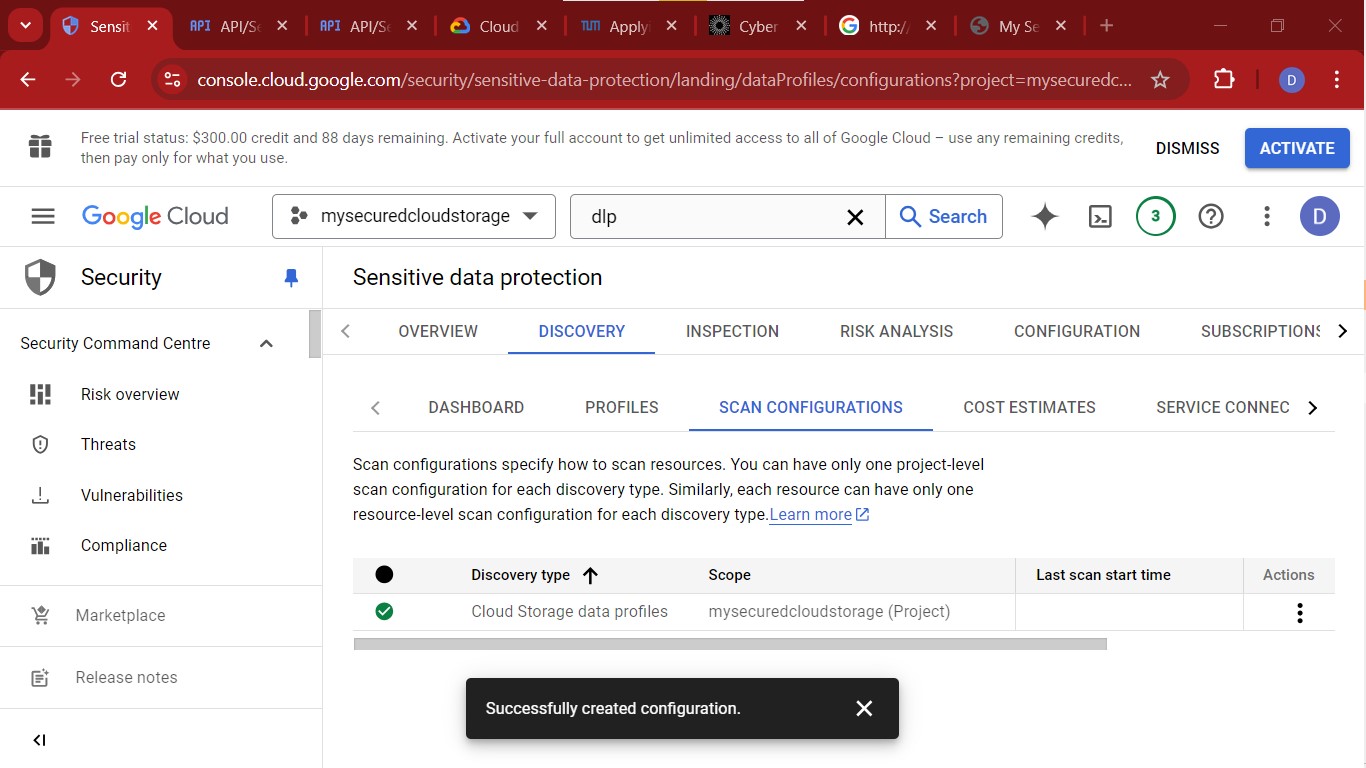 Sensit
API/Se
API/Se
Cloud
TUM Applyi
Cyber
http:/
My Se
console.cloud.google.com/security/sensitive-data-protection/landing/dataProfiles/configurations?project=mysecuredc...
D
Free trial status: $300.00 credit and 88 days remaining. Activate your full account to get unlimited access to all of Google Cloud – use any remaining credits,
then pay only for what you use.
DISMISS
ACTIVATE
Google Cloud
mysecuredcloudstorage
dlp
Search
3
D
Security
Sensitive data protection
OVERVIEW
DISCOVERY
INSPECTION
RISK ANALYSIS
CONFIGURATION
SUBSCRIPTIONS
Security Command Centre
Risk overview
Threats
Vulnerabilities
Compliance
Marketplace
Release notes
DASHBOARD
PROFILES
SCAN CONFIGURATIONS
COST ESTIMATES
SERVICE CONNEC
Scan configurations specify how to scan resources. You can have only one project-level
scan configuration for each discovery type. Similarly, each resource can have only one
resource-level scan configuration for each discovery type. Learn more
Discovery type
Scope
Last scan start time
Actions
Cloud Storage data profiles
mysecuredcloudstorage (Project)
Successfully created configuration.